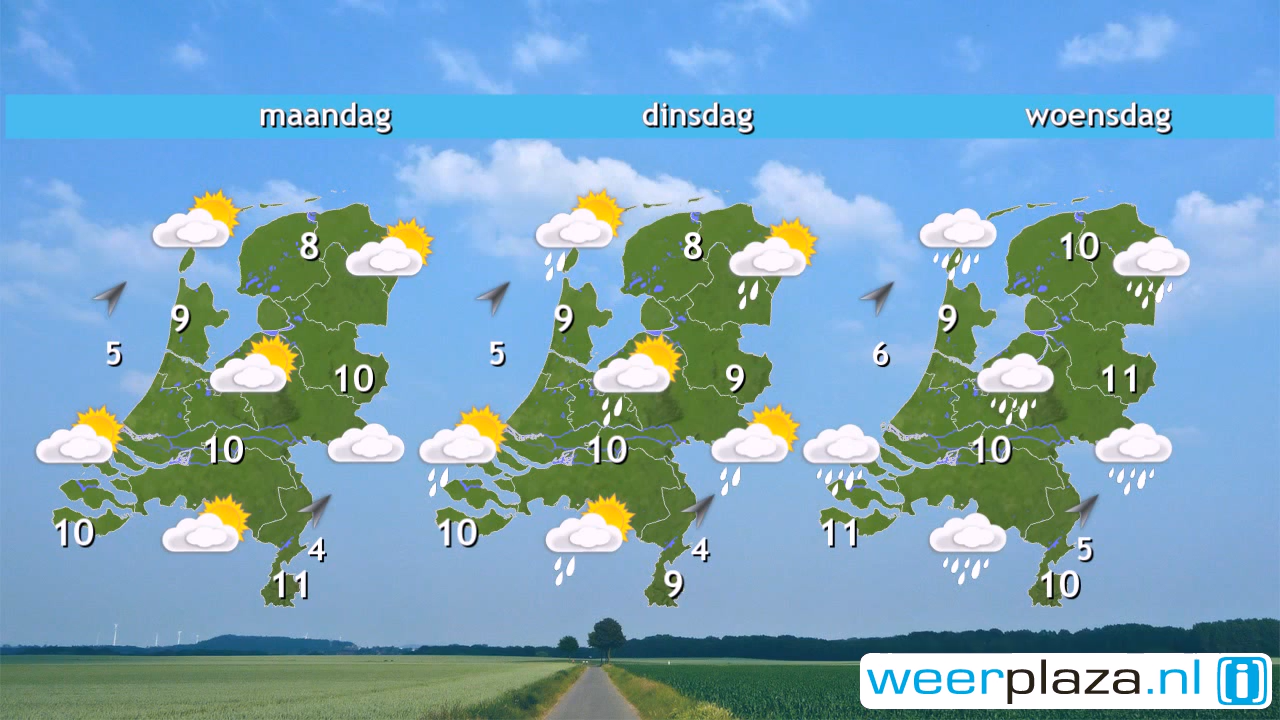 maandag dinsdag woensdag
8 8 10
9 9 9
5 5 6
10 9 11
10 10 10
10 10 11
4 4 5
11 9 10
weerplaza.nl